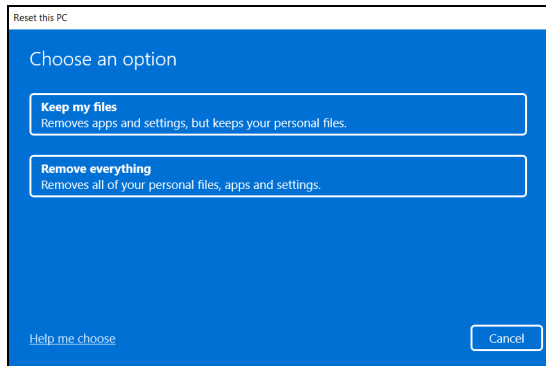 Reset this PC
Choose an option
Keep my files
Removes apps and settings, but keeps your personal files.
Remove everything
Removes all of your personal files, apps and settings.
Help me choose
Cancel